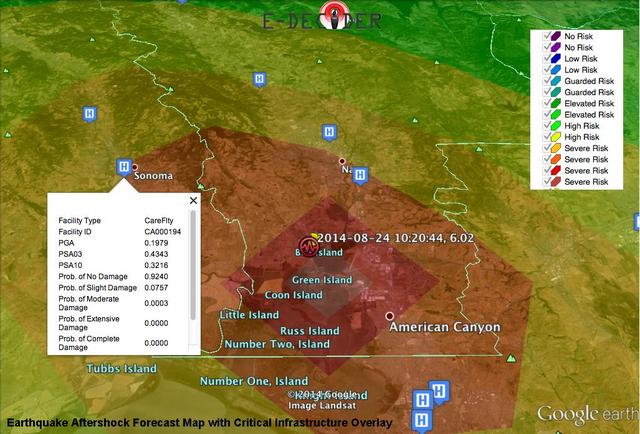 E-DECIDER
No Risk
No Risk
Low Risk
Low Risk
Guarded Risk
Guarded Risk
Elevated Risk
Elevated Risk
High Risk
High Risk
Severe Risk
Severe Risk
Severe Risk
Severe Risk
H
H
H
H
Sonoma
Na
H
Facility Type CareFlty
Facility ID CA000194
PGA 0.1979
PSA03 0.4343
PSA10 0.3216
Prob. of No Damage 0.9240
Prob. of Slight Damage 0.0757
Prob. of Moderate
Damage 0.0003
Prob. of Extensive
Damage 0.0000
Prob. of Complete
Damage 0.0000
2014-08-24 10:20:44, 6.02
Island
Green Island
Coon Island
Little Island
Russ Island
American Canyon
Number Two, Island
Tubbs Island
Number One, Island
H
H
H
© 2014 Google
Image Landsat
Google earth
Earthquake Aftershock Forecast Map with Critical Infrastructure Overlay